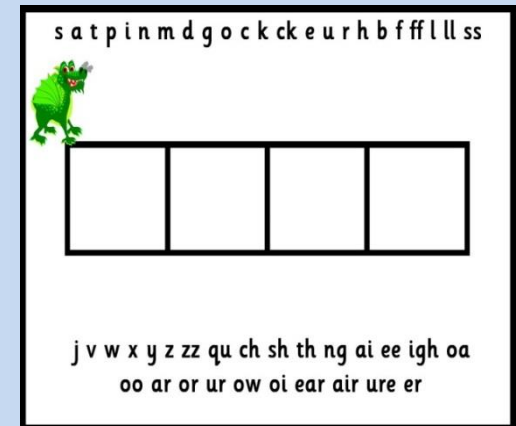 s a t p i n m d g o c k ck e u r h b f ff l ll ss
j v w x y z zz qu ch sh th ng ai ee igh oa
oo ar or ur ow oi ear air ure er